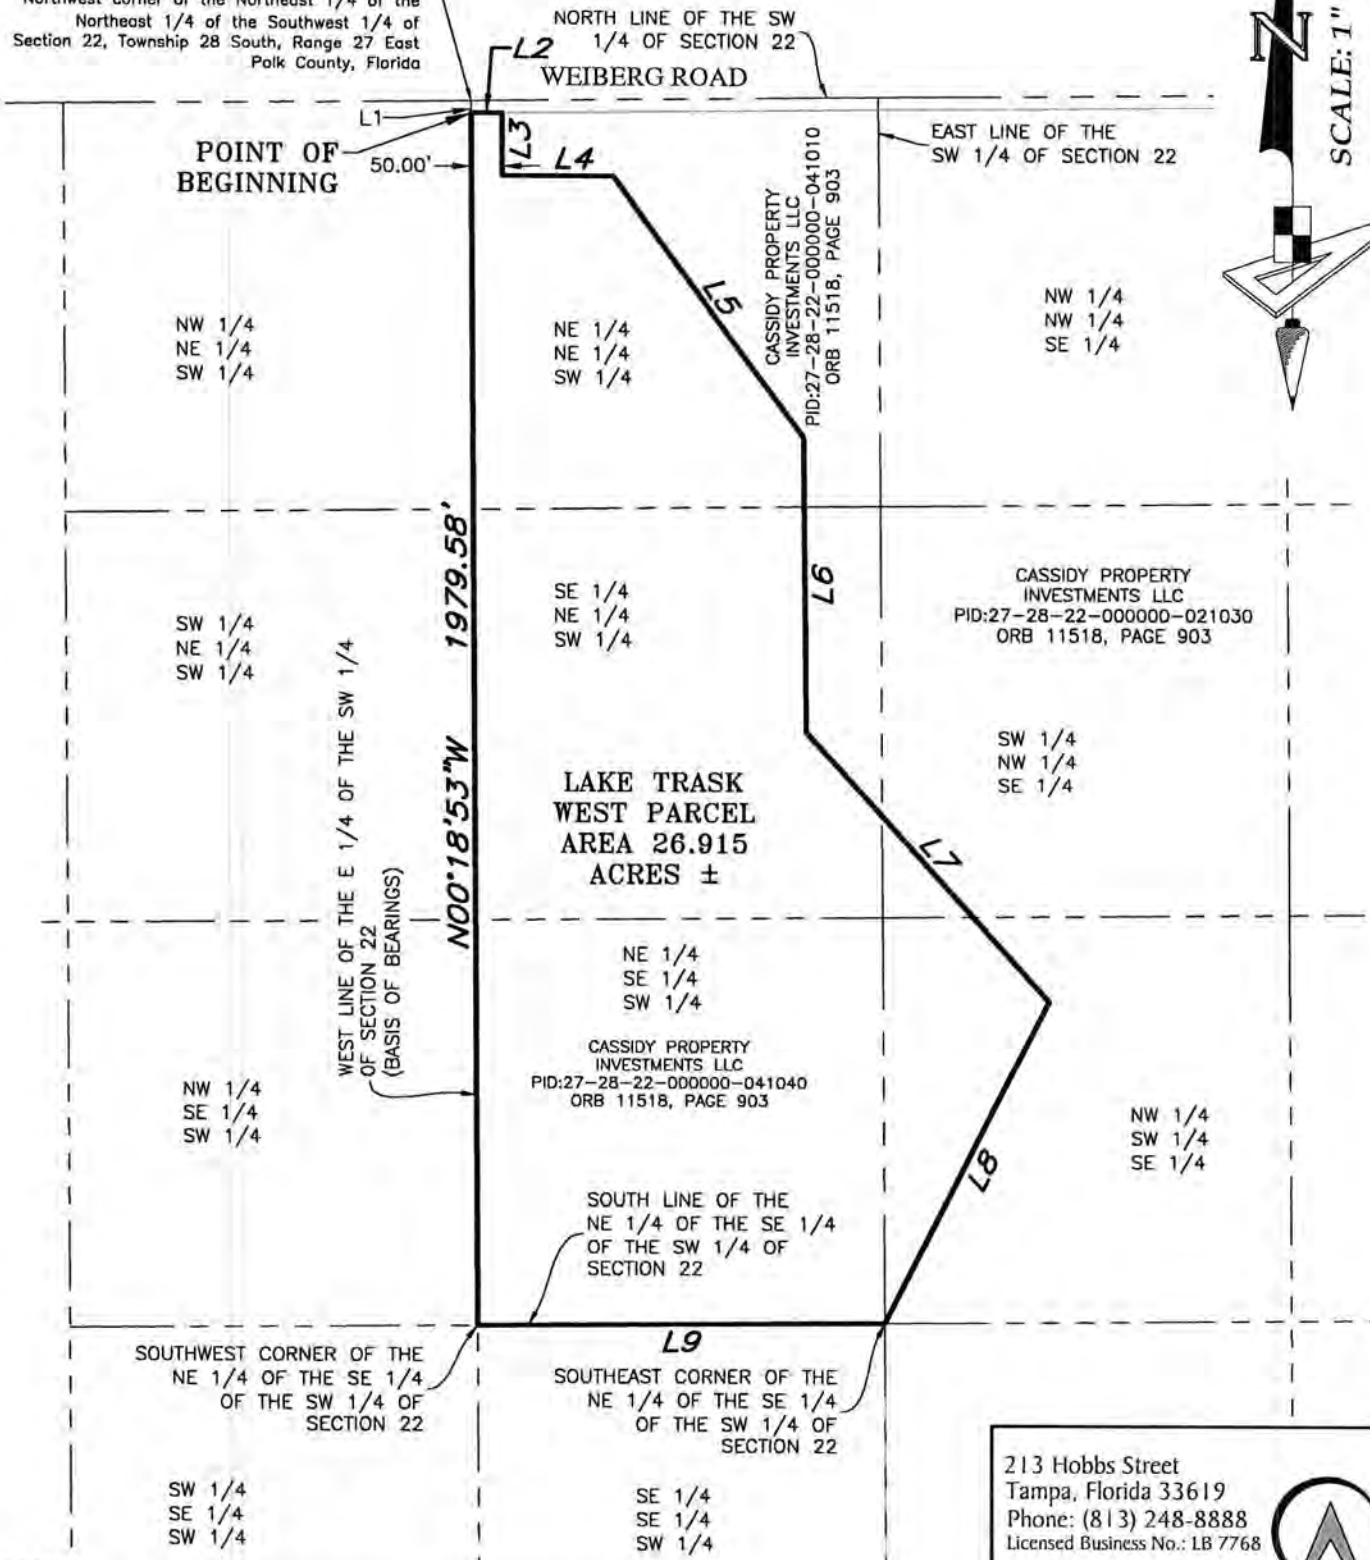 Northwest Corner of the Northeast 1/4 of the
Northeast 1/4 of the Southwest 1/4 of
Section 22, Township 28 South, Range 27 East
Polk County, Florida
NORTH LINE OF THE SW
1/4 OF SECTION 22
L2
WEIBERG ROAD
N
SCALE: 1"
L1
POINT OF
BEGINNING
50.00'
L3
L4
EAST LINE OF THE
SW 1/4 OF SECTION 22
CASSIDY PROPERTY
INVESTMENTS LLC
PID:27-28-22-000000-041010
ORB 11518, PAGE 903
L5
NW 1/4
NE 1/4
SW 1/4
NE 1/4
NE 1/4
SW 1/4
NW 1/4
NW 1/4
SE 1/4
N00°18'53"W 1979.58'
SW 1/4
NE 1/4
SW 1/4
SE 1/4
NE 1/4
SW 1/4
L6
CASSIDY PROPERTY
INVESTMENTS LLC
PID:27-28-22-000000-021030
ORB 11518, PAGE 903
SW 1/4
NW 1/4
SE 1/4
WEST LINE OF THE E 1/4 OF THE SW 1/4
OF SECTION 22
(BASIS OF BEARINGS)
LAKE TRASK
WEST PARCEL
AREA 26.915
ACRES ±
L7
NE 1/4
SE 1/4
SW 1/4
CASSIDY PROPERTY
INVESTMENTS LLC
PID:27-28-22-000000-041040
ORB 11518, PAGE 903
NW 1/4
SE 1/4
SW 1/4
NW 1/4
SW 1/4
SE 1/4
L8
SOUTH LINE OF THE
NE 1/4 OF THE SE 1/4
OF THE SW 1/4 OF
SECTION 22
L9
SOUTHWEST CORNER OF THE
NE 1/4 OF THE SE 1/4
OF THE SW 1/4 OF
SECTION 22
SOUTHEAST CORNER OF THE
NE 1/4 OF THE SE 1/4
OF THE SW 1/4 OF
SECTION 22
SW 1/4
SE 1/4
SW 1/4
SE 1/4
SE 1/4
SW 1/4
213 Hobbs Street
Tampa, Florida 33619
Phone: (813) 248-8888
Licensed Business No.: LB 7768